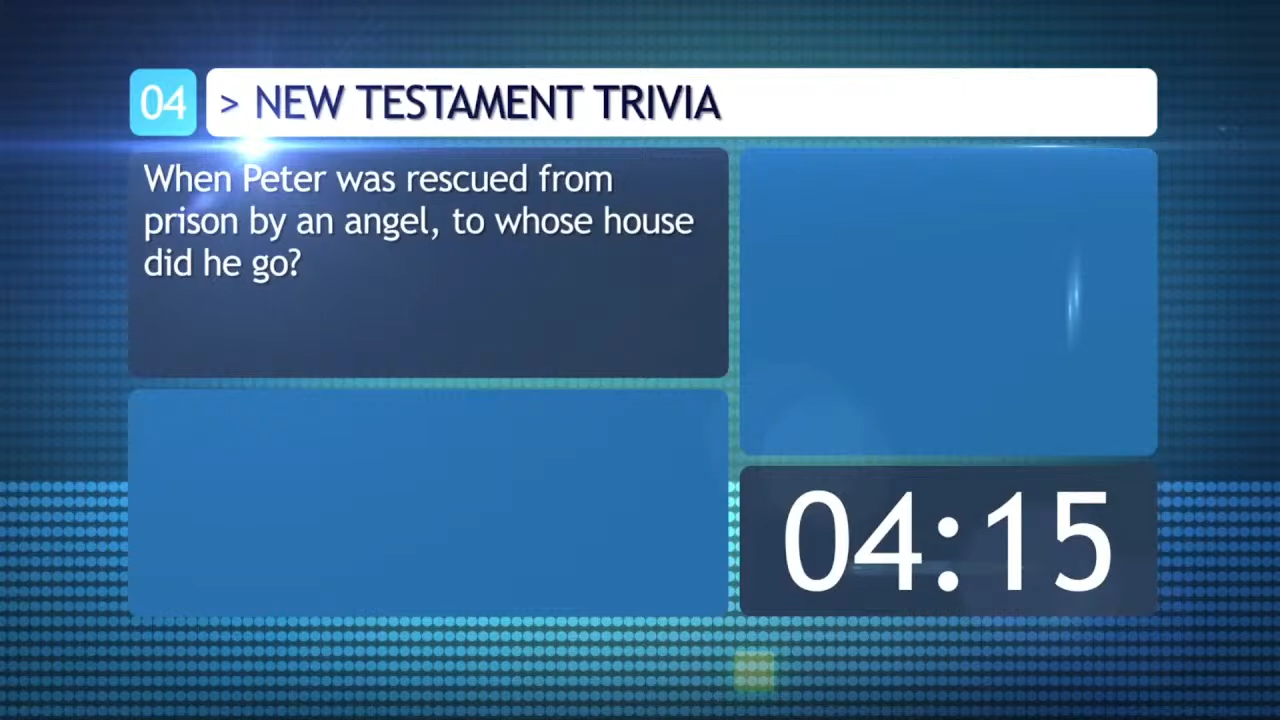 04
> NEW TESTAMENT TRIVIA
When Peter was rescued from
prison by an angel, to whose house
did he go?
04:15